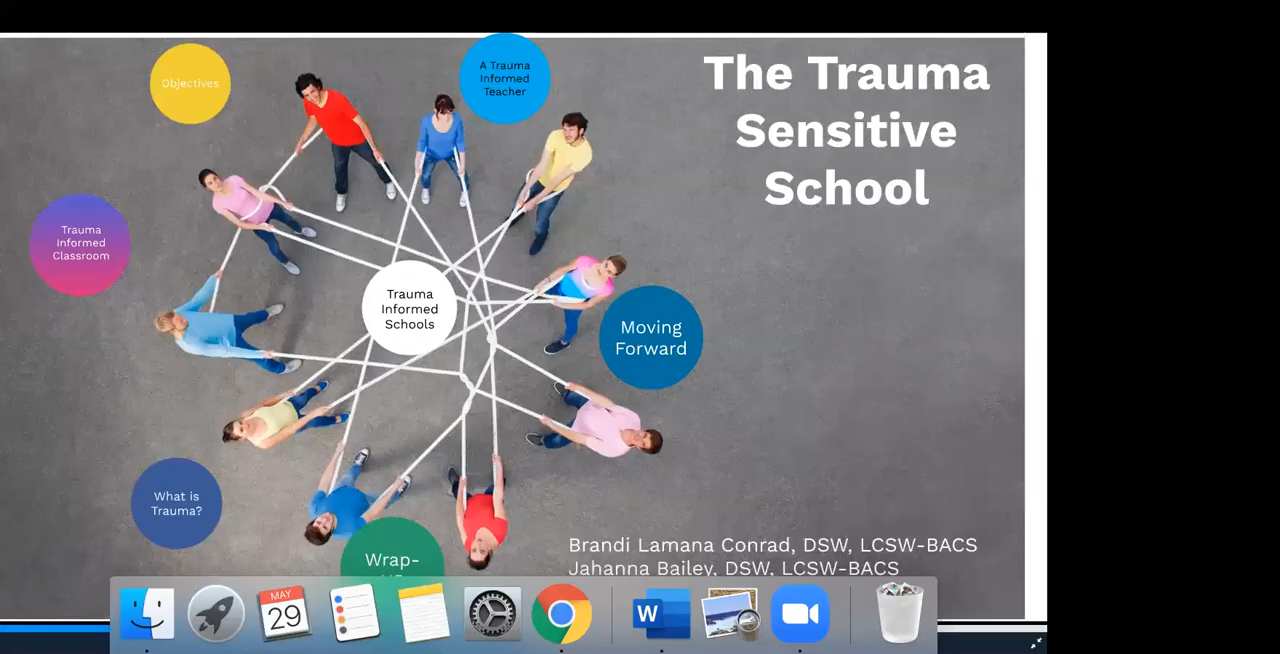 The Trauma
Sensitive
School
Objectives
A Trauma
Informed
Teacher
Trauma
Informed
Classroom
Trauma
Informed
Schools
Moving
Forward
What is
Trauma?
Wrap-
Brandi Lamana Conrad, DSW, LCSW-BACS
Jahanna Bailey, DSW, LCSW-BACS
MAY
29
W